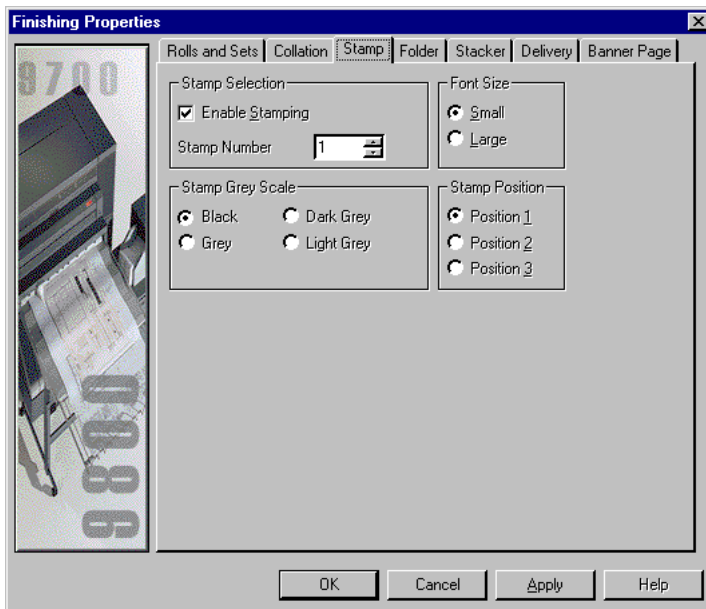 Finishing Properties
9700
9800
Rolls and Sets Collation Stamp Folder Stacker Delivery Banner Page
Stamp Selection
Enable Stamping
Stamp Number 1
Font Size
Small
Large
Stamp Grey Scale
Black Dark Grey
Grey Light Grey
Stamp Position
Position 1
Position 2
Position 3
OK Cancel Apply Help